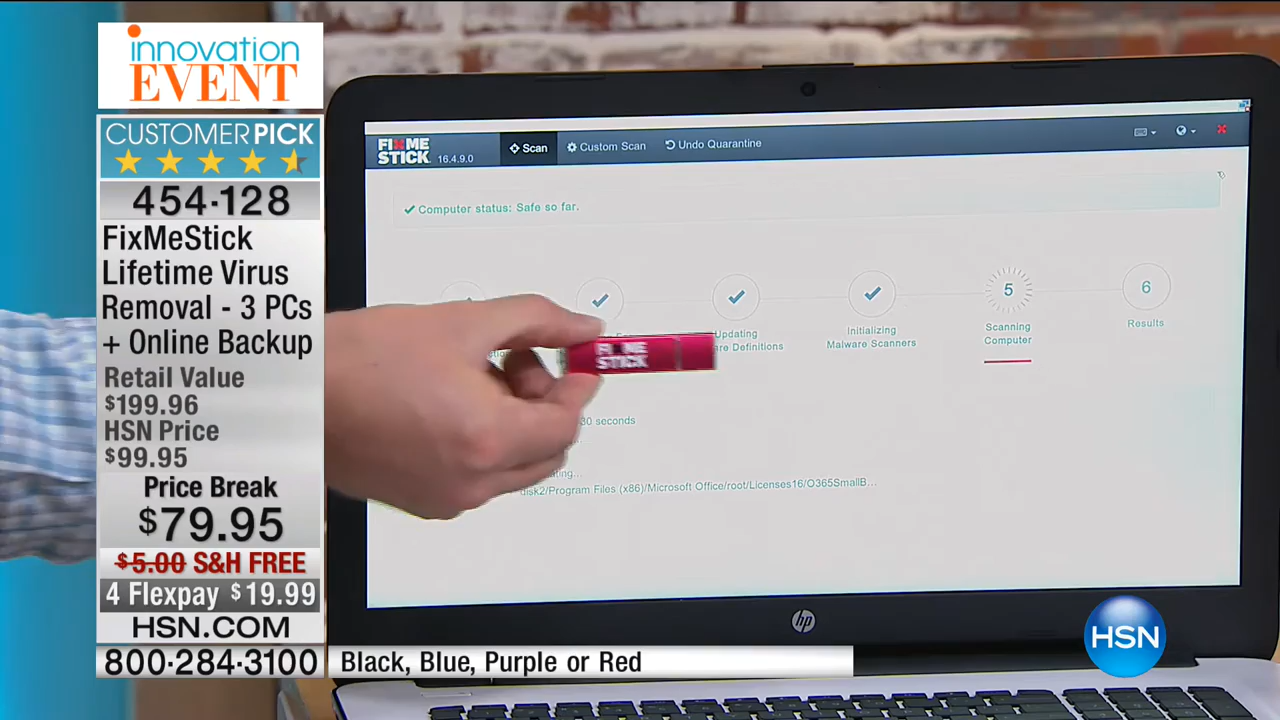 innovation
EVENT
CUSTOMER PICK
454-128
FixMeStick
Lifetime Virus
Removal - 3 PCs
+ Online Backup
Retail Value
$199.96
HSN Price
$99.95
Price Break
$79.95
$5.00 S&H FREE
4 Flexpay $19.99
HSN.COM
800-284-3100
Black, Blue, Purple or Red
FIXME
STICK
16.4.9.0
Scan
Custom Scan
Undo Quarantine
Computer status: Safe so far.
5
6
Updating
Definitions
Initializing
Malware Scanners
Scanning
Computer
Results
FIXME
STICK
30 seconds
disk2/Program Files (x86)/Microsoft Office/root/Licenses16/O365SmallB...
hp
HSN